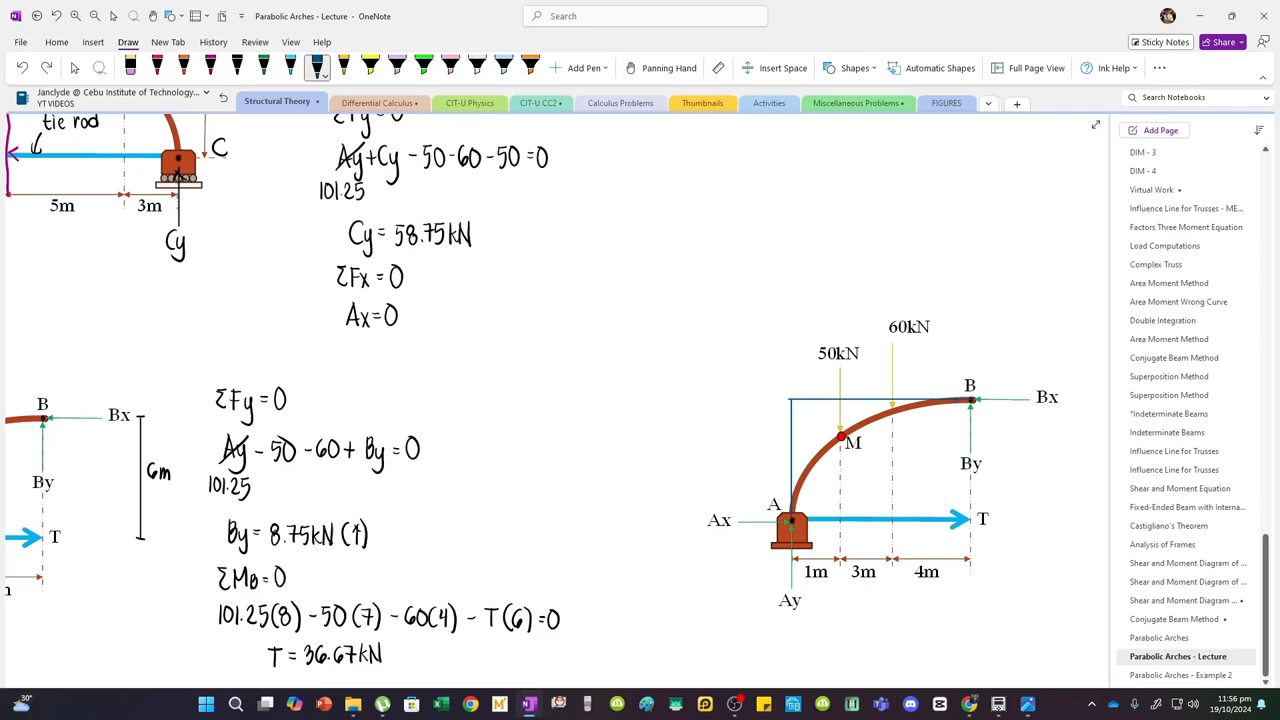 Parabolic Arches - Lecture - OneNote
Search
File Home Insert Draw New Tab History Review View Help
Sticky Notes Share
Add Pen Panning Hand Insert Space Shapes Automatic Shapes Full Page View Ink Help
Janclyde @ Cebu Institute of Technology...
YT VIDEOS
Structural Theory Differential Calculus CIT-U Physics CIT-U CC2 Calculus Problems Thumbnails Activities Miscellaneous Problems FIGURES
Search Notebooks
Add Page
DIM - 3
DIM - 4
Virtual Work
Influence Line for Trusses - ME...
Factors Three Moment Equation
Load Computations
Complex Truss
Area Moment Method
Area Moment Wrong Curve
Double Integration
Area Moment Method
Conjugate Beam Method
Superposition Method
Superposition Method
*Indeterminate Beams
Indeterminate Beams
Influence Line for Trusses
Influence Line for Trusses
Shear and Moment Equation
Fixed-Ended Beam with Interna...
Castigliano's Theorem
Analysis of Frames
Shear and Moment Diagram of ...
Shear and Moment Diagram of ...
Shear and Moment Diagram ...
Conjugate Beam Method
Parabolic Arches
Parabolic Arches - Lecture
Parabolic Arches - Example 2
tie rod
C
5m 3m
Cy
ΣFy = 0
Ay + Cy - 50 - 60 - 50 = 0
101.25
Cy = 58.75kN
ΣFx = 0
Ax = 0
B Bx
By
6m
T
ΣFy = 0
Ay - 50 - 60 + By = 0
101.25
By = 8.75kN (↑)
ΣMB = 0
101.25(8) - 50(7) - 60(4) - T(6) = 0
T = 36.67kN
60kN
50kN
B
Bx
M
By
A
Ax
T
1m 3m 4m
Ay
30°
11:56 pm
19/10/2024